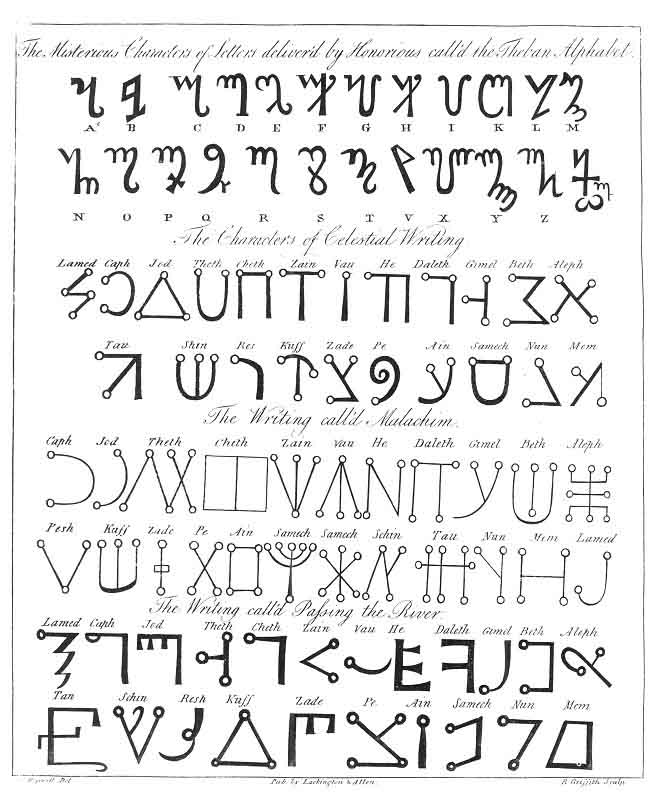 The Misterious Characters of Letters deliver'd by Honorious call'd the Theban Alphabet.
A B C D E F G H I K L M
N O P Q R S T V X Y Z
The Characters of Celestial Writing
Lamed Caph Jod Theth Cheth Zain Vau He Daleth Gimel Beth Aleph
Tau Shin Res Kuff Zade Pe Ain Samech Nun Mem
The Writing call'd Malachim.
Caph Jod Theth Cheth Zain Vau He Daleth Gimel Beth Aleph
Pesh Kuff Zade Pe Ain Samech Samech Schin Tau Nun Mem Lamed
The Writing call'd Paſsing the River.
Lamed Caph Jod Theth Cheth Zain Vau He Daleth Gimel Beth Aleph
Tau Schin Resh Kuff Zade Pe Ain Samech Nun Mem
Del. Pub. by Lackington & Allen. R. Griffith Sculp.